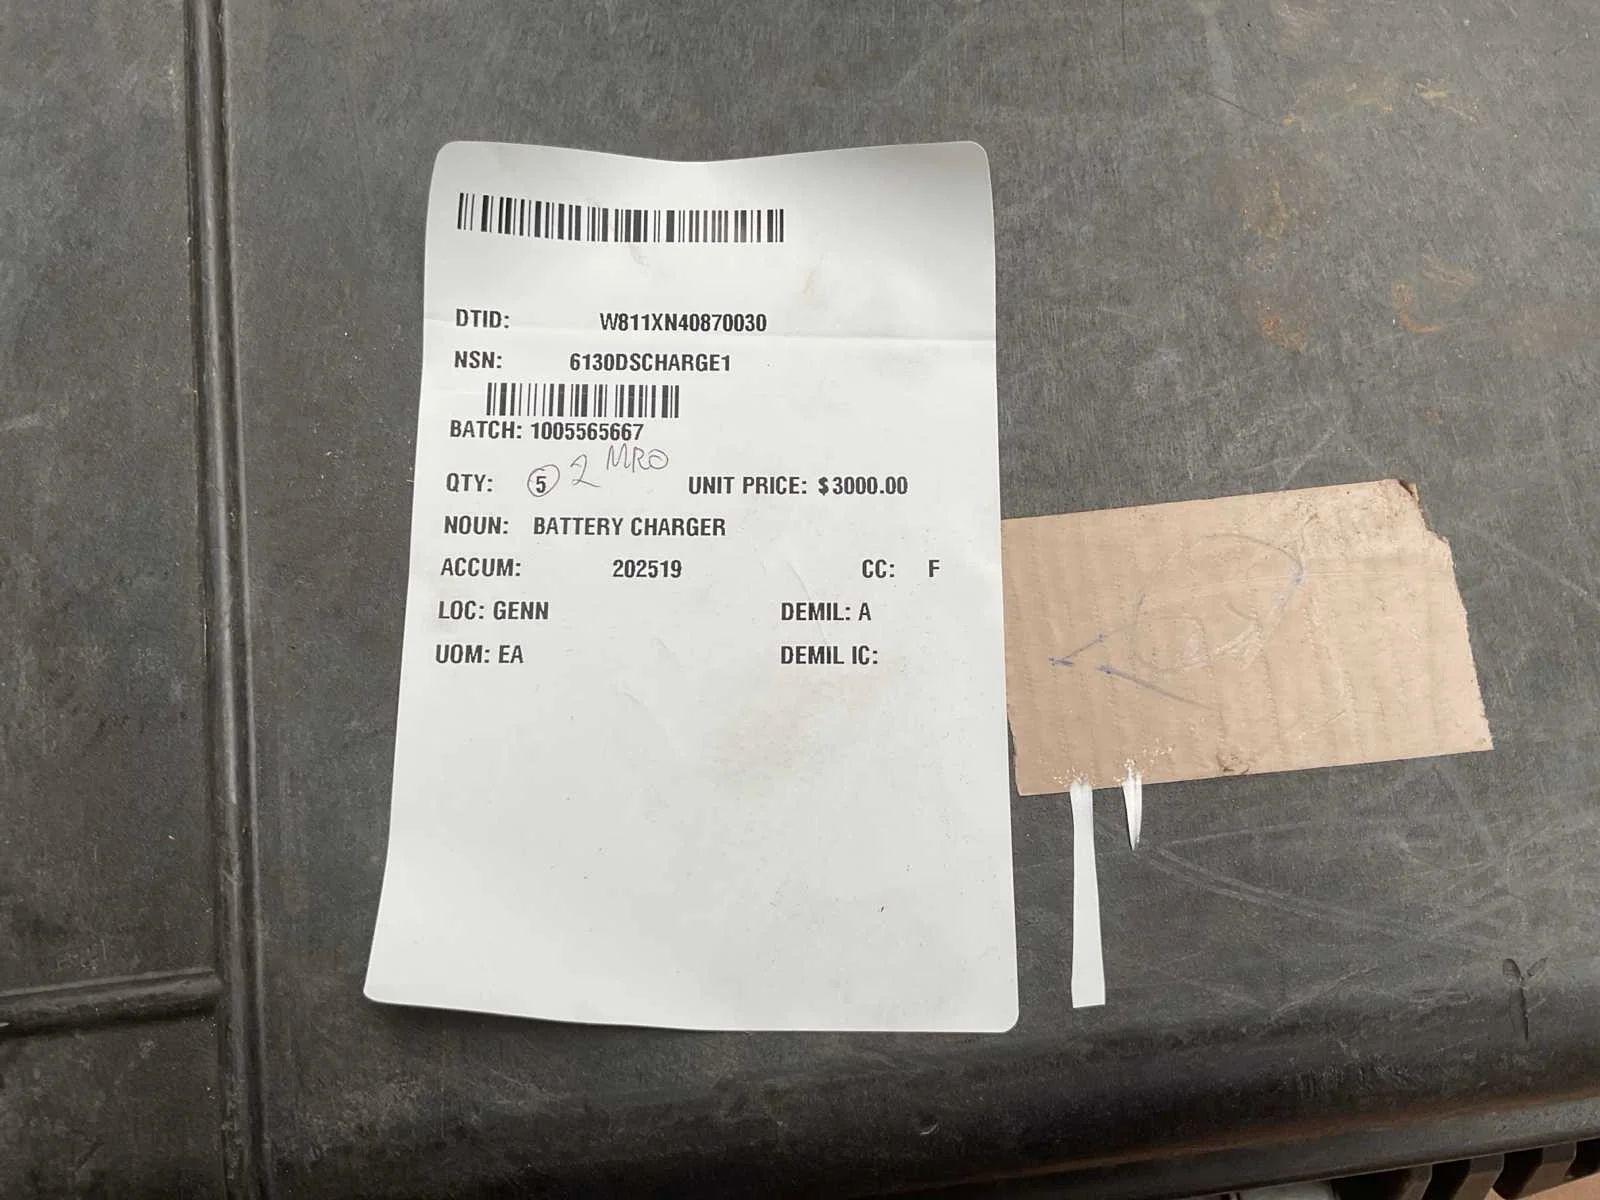 DTID: W811XN40870030
NSN: 6130DSCHARGE1
BATCH: 1005565667
QTY: 5 2 MRO UNIT PRICE: $3000.00
NOUN: BATTERY CHARGER
ACCUM: 202519 CC: F
LOC: GENN DEMIL: A
UOM: EA DEMIL IC: